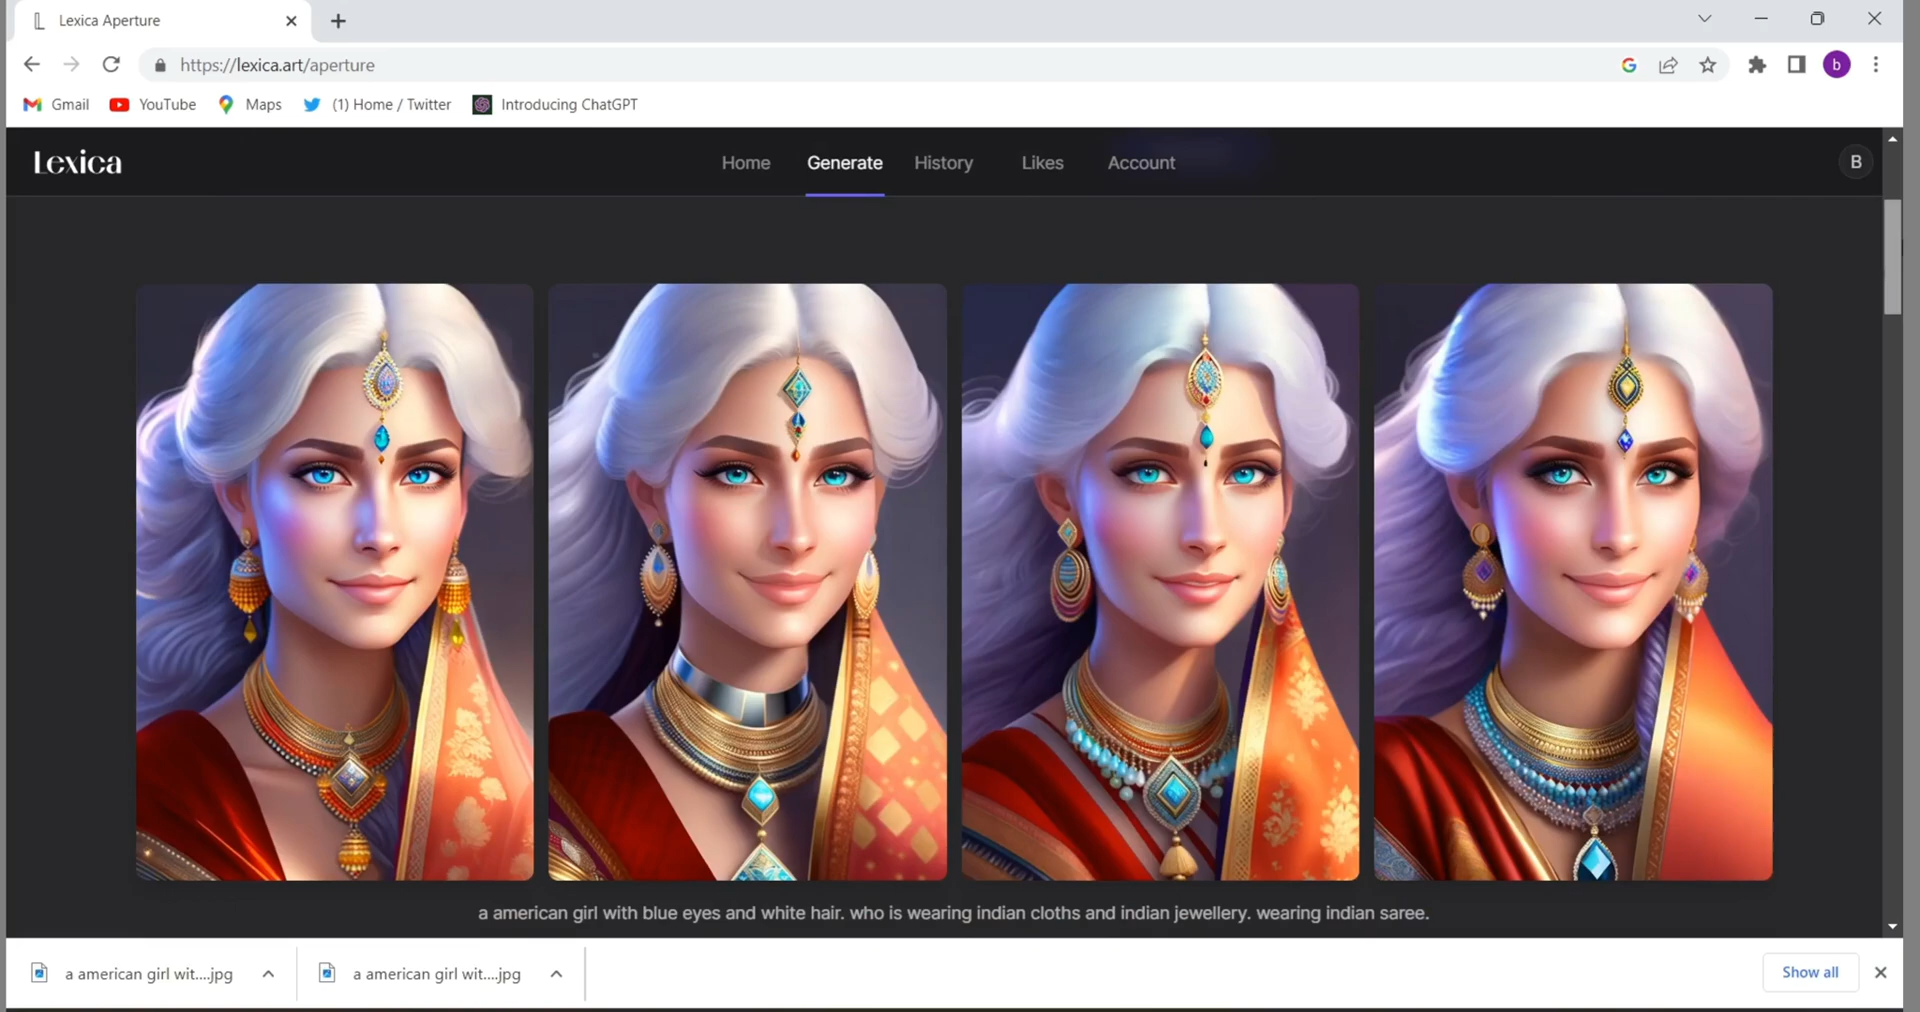 Lexica Aperture
https://lexica.art/aperture
b
Gmail YouTube Maps (1) Home / Twitter Introducing ChatGPT
Lexica Home Generate History Likes Account B
a american girl with blue eyes and white hair. who is wearing indian cloths and indian jewellery. wearing indian saree.
a american girl wit....jpg a american girl wit....jpg Show all